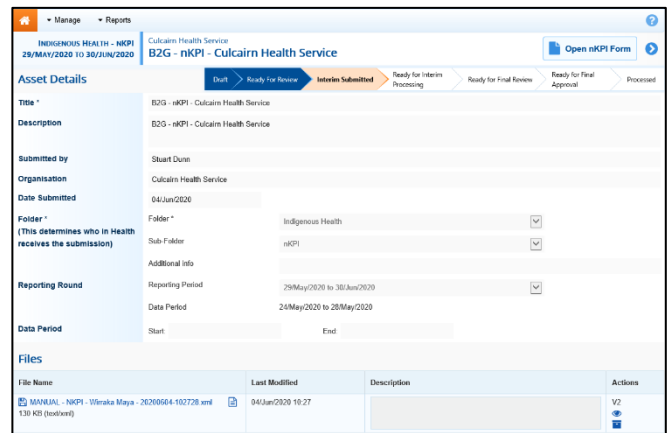 Manage Reports
INDIGENOUS HEALTH - NKPI
29/MAY/2020 TO 30/JUN/2020
Culcairn Health Service
B2G - nKPI - Culcairn Health Service
Open nKPI Form
Asset Details
Draft
Ready For Review
Interim Submitted
Ready for Interim
Processing
Ready for Final Review
Ready for Final
Approval
Processed
Title *
B2G - nKPI - Culcairn Health Service
Description
B2G - nKPI - Culcairn Health Service
Submitted by
Stuart Dunn
Organisation
Culcairn Health Service
Date Submitted
04/Jun/2020
Folder *
(This determines who in Health
receives the submission)
Folder *
Indigenous Health
Sub-Folder
nKPI
Additional Info
Reporting Round
Reporting Period
29/May/2020 to 30/Jun/2020
Data Period
24/May/2020 to 28/May/2020
Data Period
Start:
End:
Files
File Name
Last Modified
Description
Actions
MANUAL - NKPI - Wirraka Maya - 20200604-102728.xml
04/Jun/2020 10:27
V2
130 KB (text/xml)